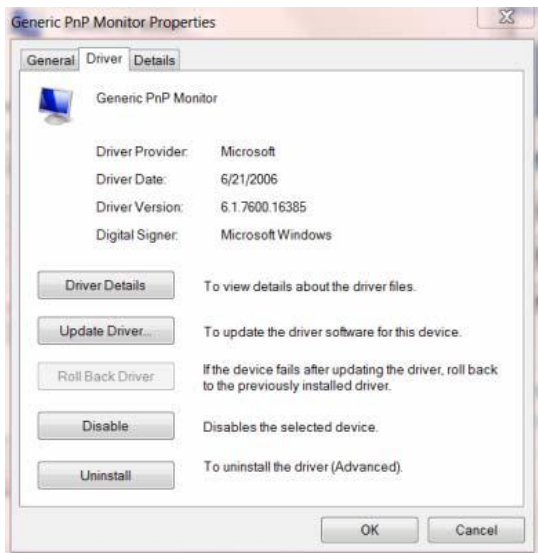 Generic PnP Monitor Properties
General Driver Details
Generic PnP Monitor
Driver Provider: Microsoft
Driver Date: 6/21/2006
Driver Version: 6.1.7600.16385
Digital Signer: Microsoft Windows
Driver Details To view details about the driver files.
Update Driver... To update the driver software for this device.
Roll Back Driver If the device fails after updating the driver, roll back
to the previously installed driver.
Disable Disables the selected device.
Uninstall To uninstall the driver (Advanced).
OK Cancel